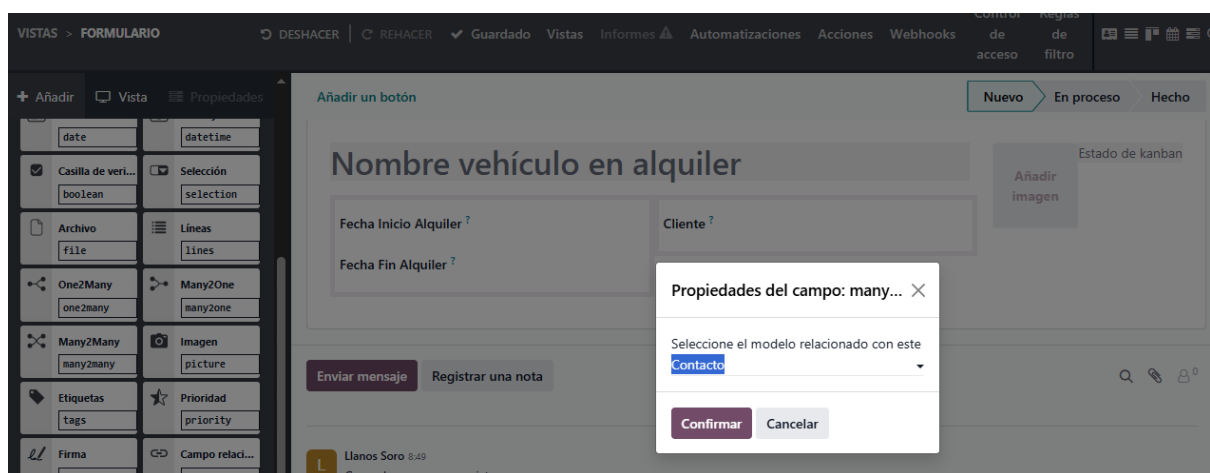 VISTAS > FORMULARIO
DESHACER
REHACER
Guardado
Vistas
Informes
Automatizaciones
Acciones
Webhooks
Control de acceso
Reglas de filtro
+ Añadir
Vista
Propiedades
date
datetime
Casilla de veri...
boolean
Selección
selection
Archivo
file
Líneas
lines
One2Many
one2many
Many2One
many2one
Many2Many
many2many
Imagen
picture
Etiquetas
tags
Prioridad
priority
Firma
Campo relaci...
Añadir un botón
Nuevo
En proceso
Hecho
Nombre vehículo en alquiler
Añadir
imagen
Estado de kanban
Fecha Inicio Alquiler ?
Cliente ?
Fecha Fin Alquiler ?
Propiedades del campo: many...
Seleccione el modelo relacionado con este
Contacto
Confirmar
Cancelar
Enviar mensaje
Registrar una nota
0
L
Llanos Soro 8:49